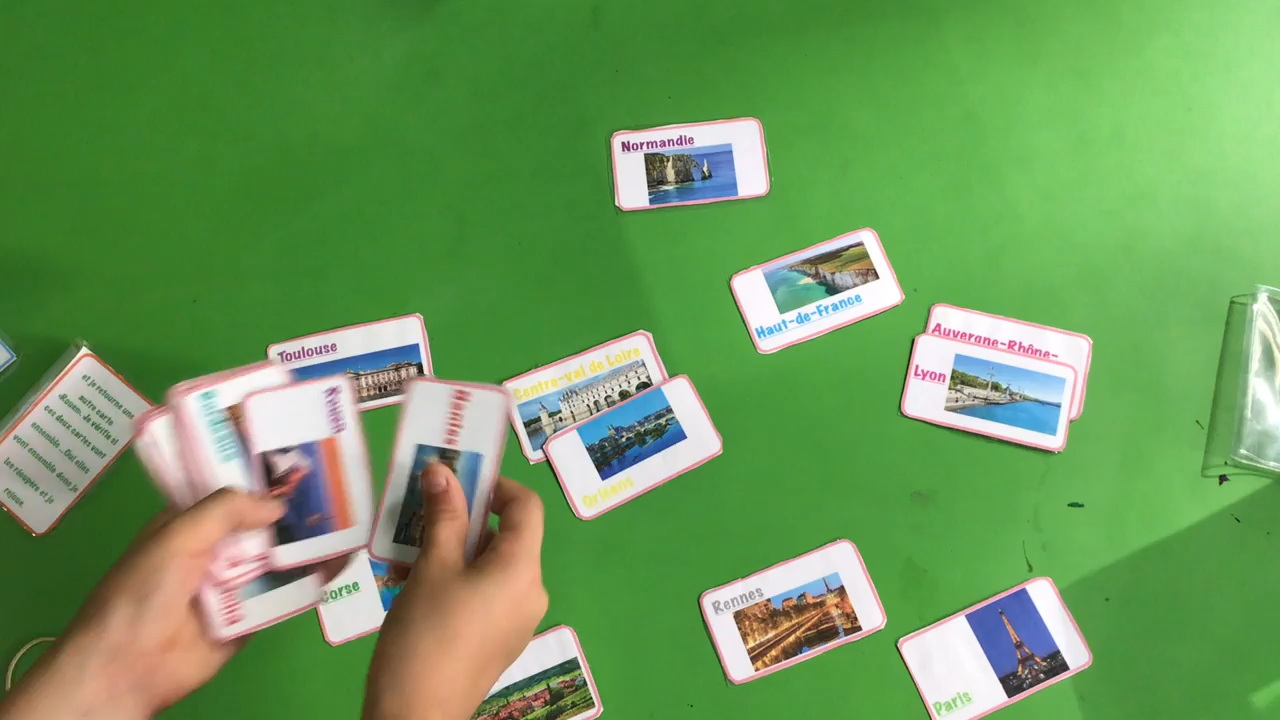 Normandie
Haut-de-France
Auvergne-Rhône-
Lyon
Toulouse
Centre-val de Loire
Orléans
et je retourne une
autre carte
«Rouen». Je vérifie si
ces deux cartes vont
ensemble. Oui elles
vont ensemble donc je
les récupère et je
rejoue.
Corse
Rennes
Paris